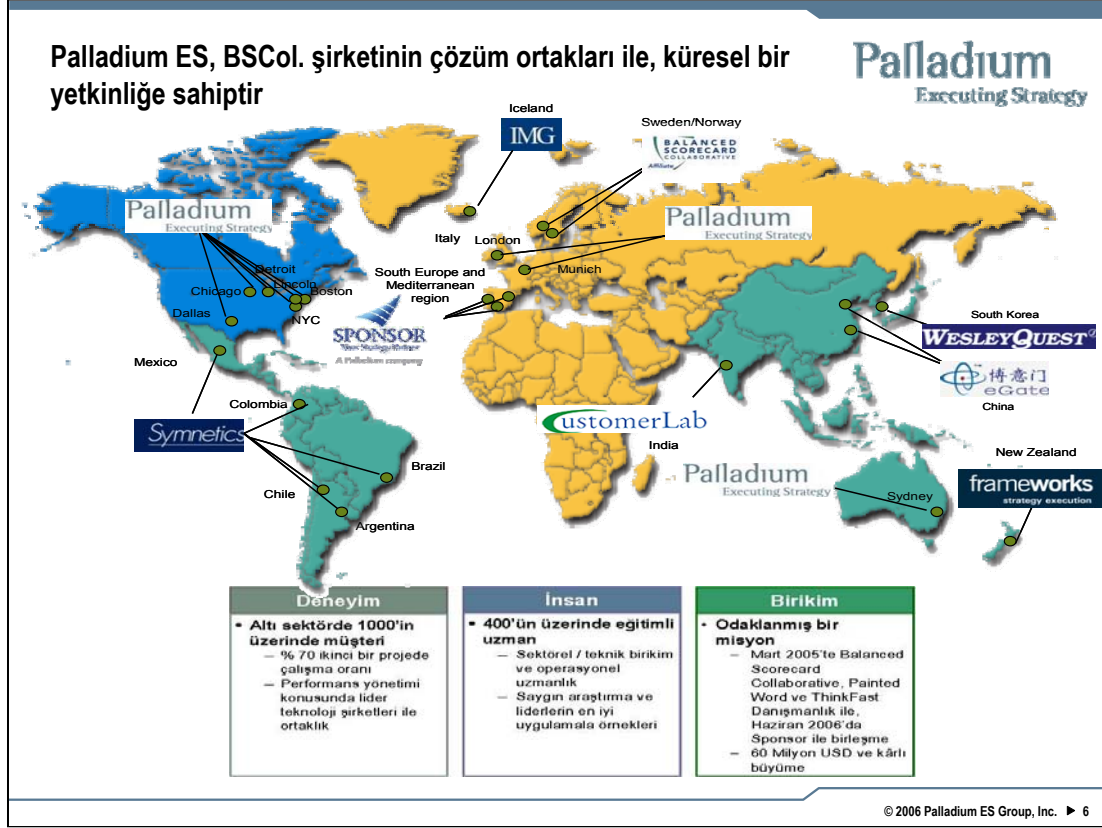 Palladium ES, BSCol. şirketinin çözüm ortakları ile, küresel bir
yetkinliğe sahiptir
Palladium
Executing Strategy
Iceland
IMG
Sweden/Norway
BALANCED
SCORECARD
COLLABORATIVE
Affiliate
Palladium
Executing Strategy
Palladium
Executing Strategy
Italy
London
Munich
Detroit
Lincoln
Chicago
Boston
Dallas
NYC
South Europe and
Mediterranean
region
SPONSOR
A Palladium company
Mexico
South Korea
WESLEYQUEST
博意门
eGate
China
Colombia
Symnetics
CustomerLab
India
Brazil
Chile
Argentina
Palladium
Executing Strategy
Sydney
New Zealand
frameworks
strategy execution
Deneyim
• Altı sektörde 1000'in
üzerinde müşteri
– % 70 ikinci bir projede
çalışma oranı
– Performans yönetimi
konusunda lider
teknoloji şirketleri ile
ortaklık
İnsan
• 400'ün üzerinde eğitimli
uzman
– Sektörel / teknik birikim
ve operasyonel
uzmanlık
– Saygın araştırma ve
liderlerin en iyi
uygulamala örnekleri
Birikim
• Odaklanmış bir
misyon
– Mart 2005'te Balanced
Scorecard
Collaborative, Painted
Word ve ThinkFast
Danışmanlık ile,
Haziran 2006'da
Sponsor ile birleşme
– 60 Milyon USD ve kârlı
büyüme
© 2006 Palladium ES Group, Inc. ▶ 6